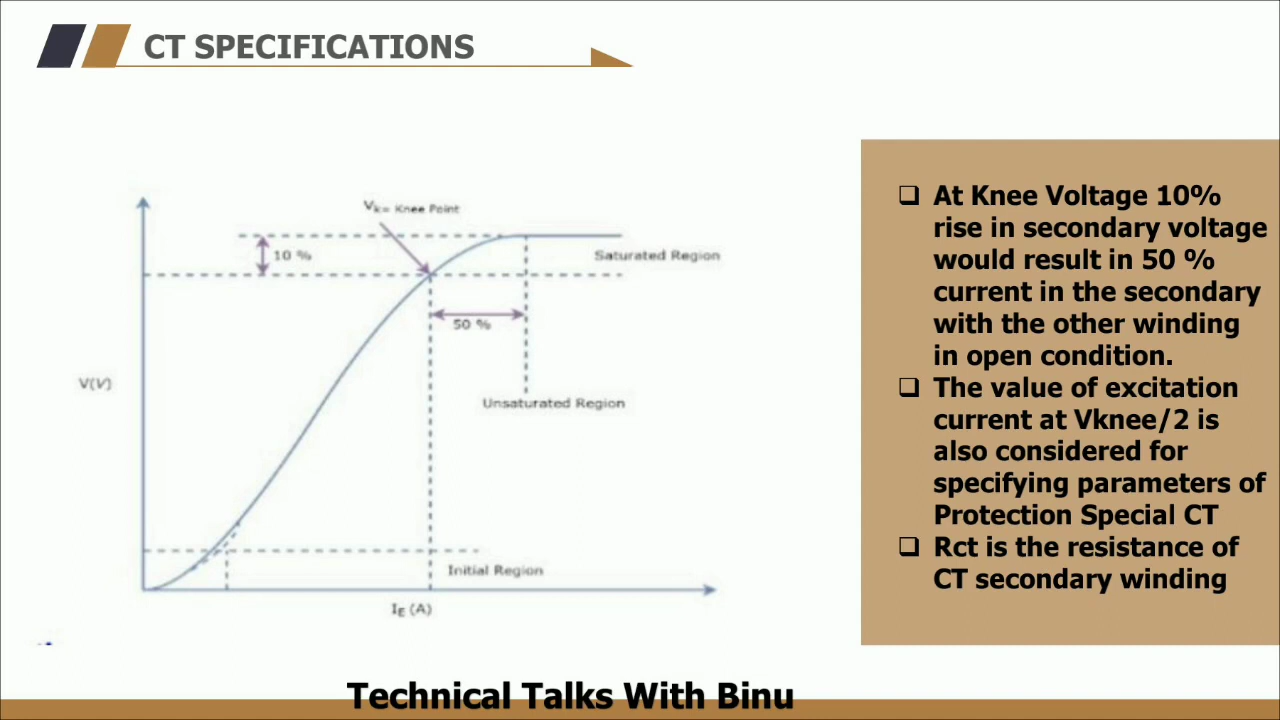 CT SPECIFICATIONS
Vk= Knee Point
10 %
Saturated Region
50 %
V(V)
Unsaturated Region
Initial Region
IE (A)
❑ At Knee Voltage 10%
rise in secondary voltage
would result in 50 %
current in the secondary
with the other winding
in open condition.
❑ The value of excitation
current at Vknee/2 is
also considered for
specifying parameters of
Protection Special CT
❑ Rct is the resistance of
CT secondary winding
Technical Talks With Binu